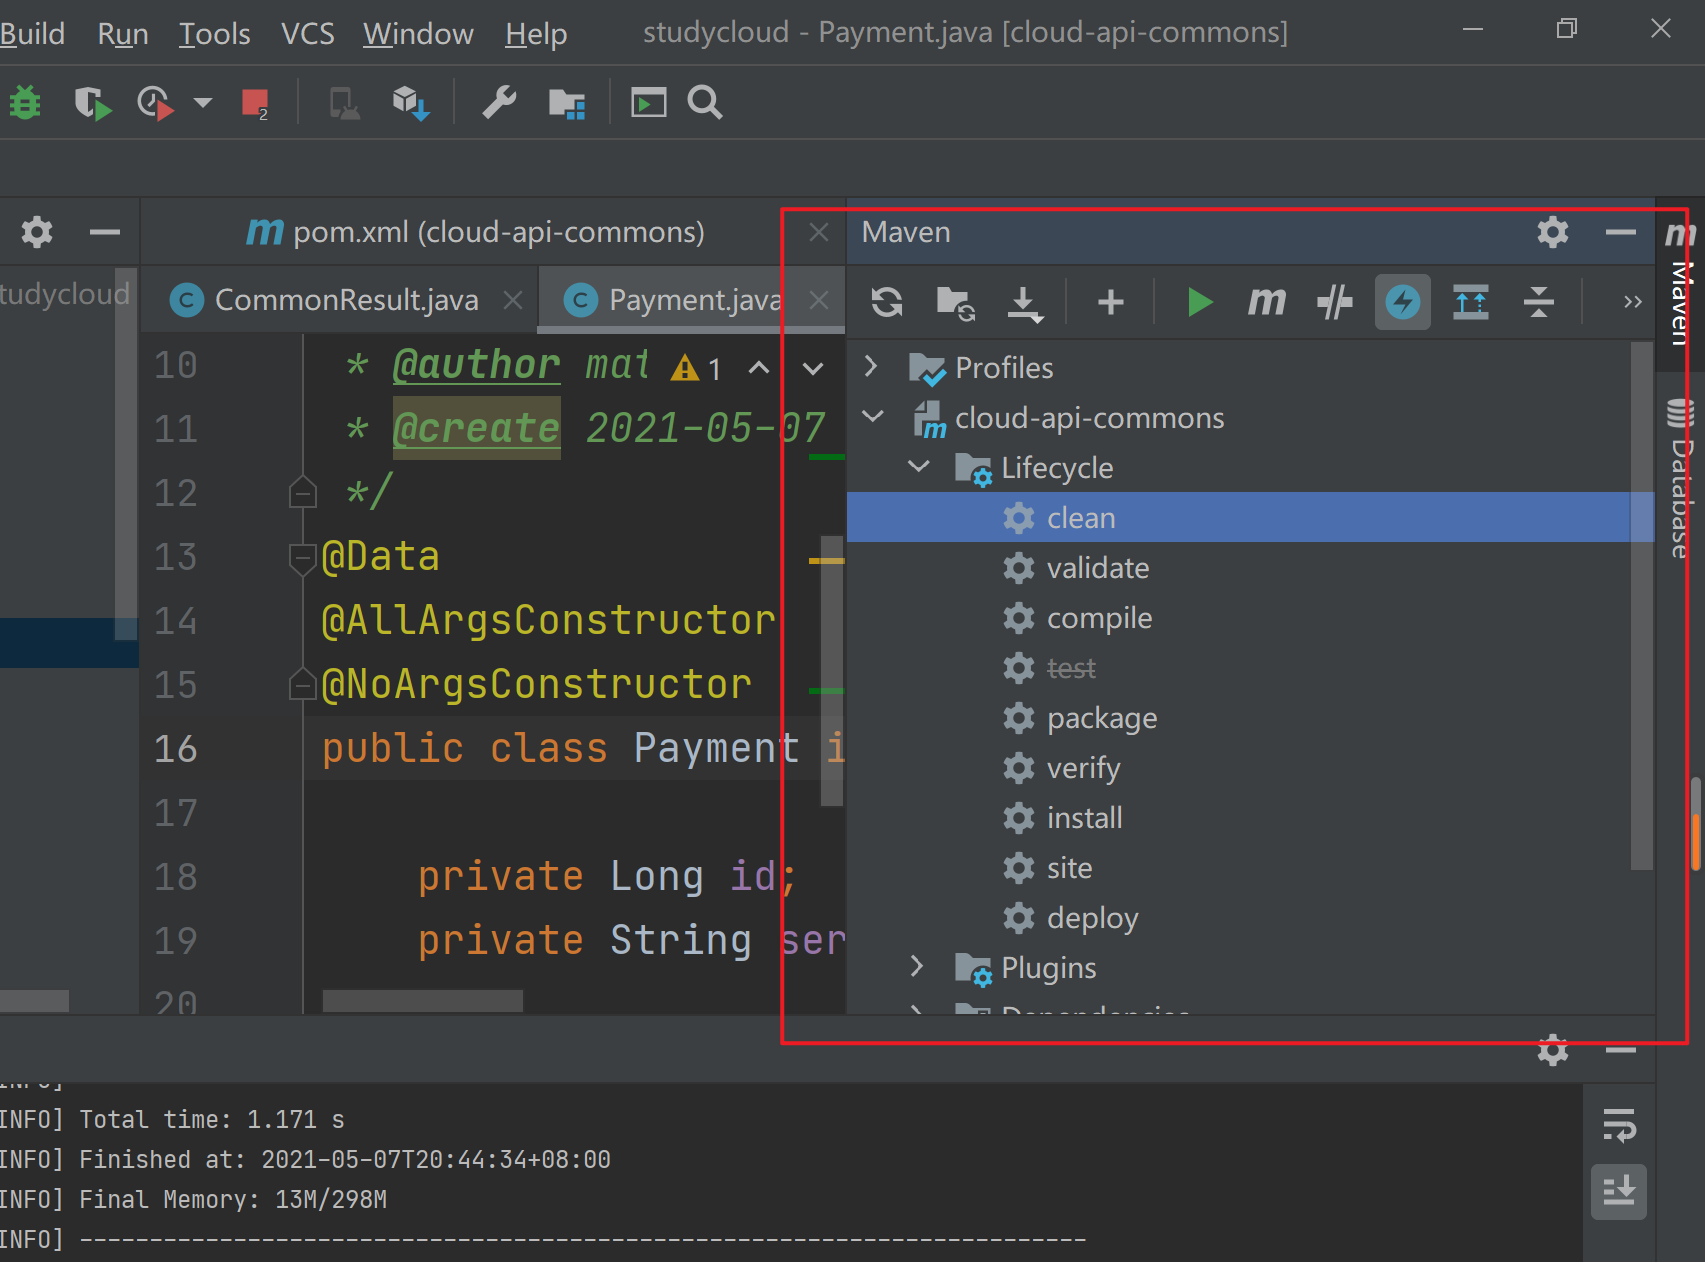 Build Run Tools VCS Window Help studycloud - Payment.java [cloud-api-commons]
2
pom.xml (cloud-api-commons)
CommonResult.java
Payment.java
tudycloud
10 * @author mat
1
11 * @create 2021-05-07
12 */
13 @Data
14 @AllArgsConstructor
15 @NoArgsConstructor
16 public class Payment i
17
18 private Long id;
19 private String ser
20
Maven
Profiles
cloud-api-commons
Lifecycle
clean
validate
compile
test
package
verify
install
site
deploy
Plugins
Dependencies
Maven
Database
INFO]
INFO] Total time: 1.171 s
INFO] Finished at: 2021-05-07T20:44:34+08:00
INFO] Final Memory: 13M/298M
INFO] ------------------------------------------------------------------------